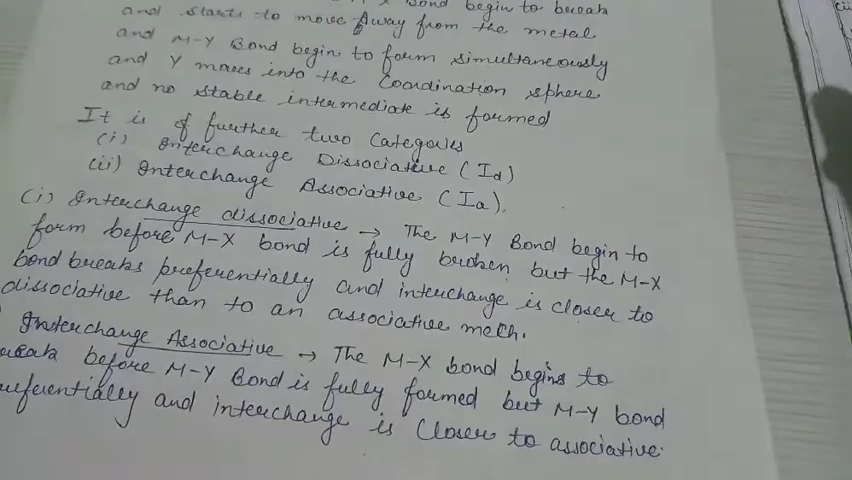 Bond begin to break
and starts to move away from the metal
and M-Y Bond begin to form simultaneously
and Y moves into the Coordination sphere
and no stable intermediate is formed
It is of further two Categories
(i) Interchange Dissociative (Id)
(ii) Interchange Associative (Ia).
(i) Interchange dissociative → The M-Y Bond begin to
form before M-X bond is fully broken but the M-X
bond breaks preferentially and interchange is closer to
dissociative than to an associative mech.
Interchange Associative → The M-X bond begins to
before M-Y Bond is fully formed but M-Y bond
and interchange is closer to associative.